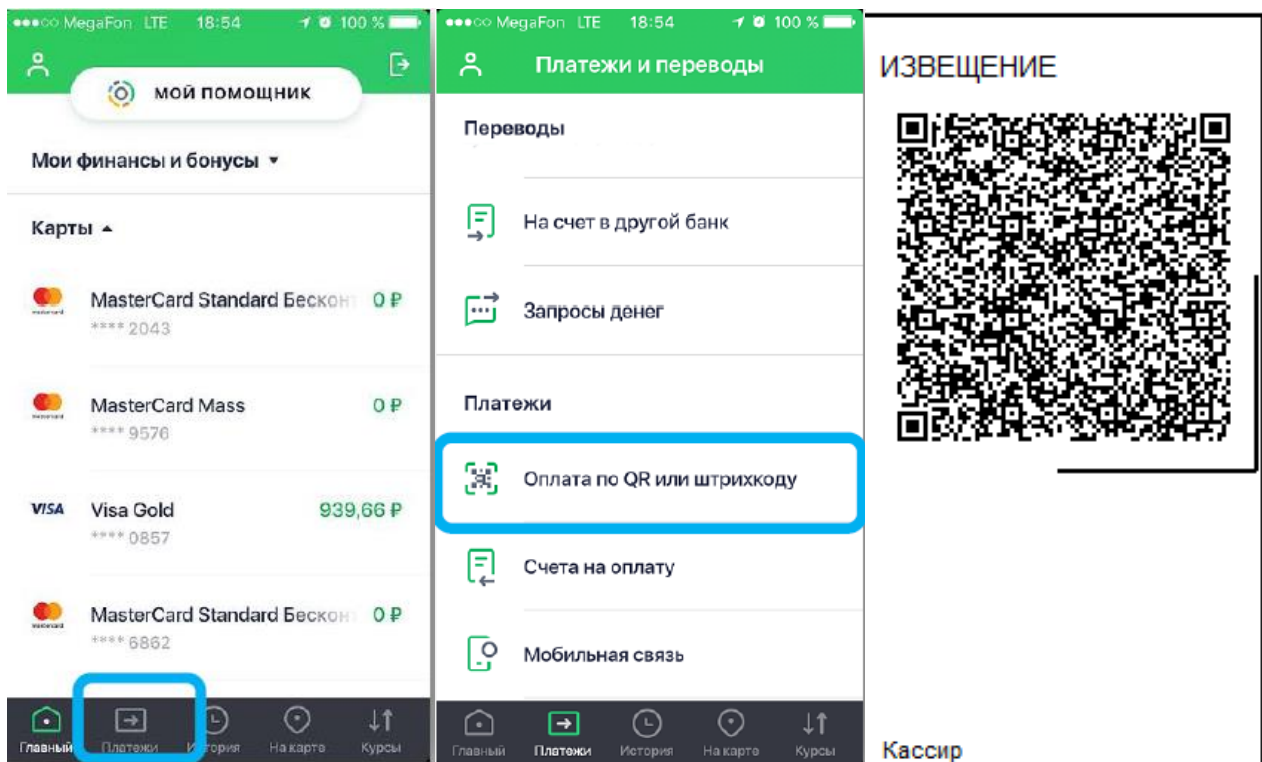 MegaFon LTE 18:54 100 %
мой помощник
Мои финансы и бонусы
Карты
MasterCard Standard Бескон 0 ₽
**** 2043
MasterCard Mass 0 ₽
**** 9576
VISA Visa Gold 939,66 ₽
**** 0857
MasterCard Standard Бескон 0 ₽
**** 6862
Главный Платежи История На карте Курсы
MegaFon LTE 18:54 100 %
Платежи и переводы
Переводы
На счет в другой банк
Запросы денег
Платежи
Оплата по QR или штрихкоду
Счета на оплату
Мобильная связь
Главный Платежи История На карте Курсы
ИЗВЕЩЕНИЕ
Кассир